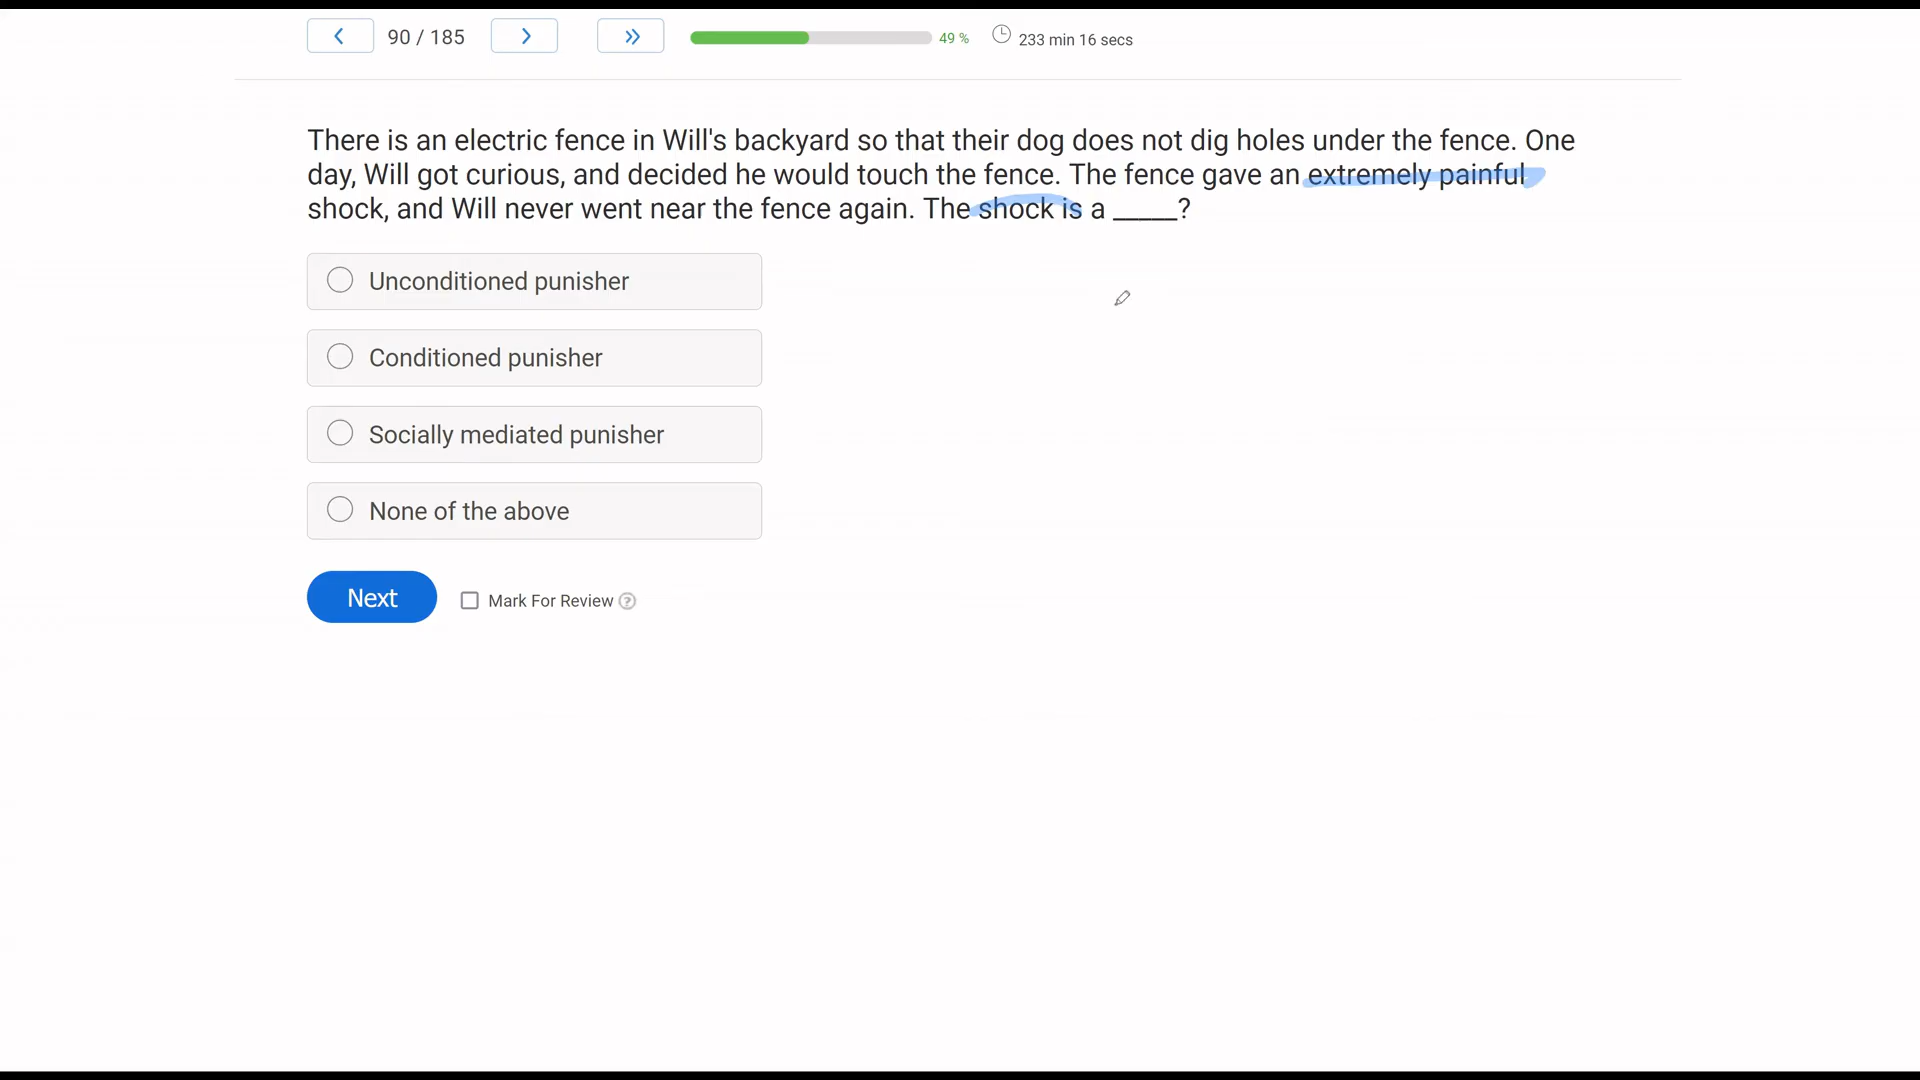 90 / 185
49 %
233 min 16 secs
There is an electric fence in Will's backyard so that their dog does not dig holes under the fence. One
day, Will got curious, and decided he would touch the fence. The fence gave an extremely painful
shock, and Will never went near the fence again. The shock is a _____?
Unconditioned punisher
Conditioned punisher
Socially mediated punisher
None of the above
Next
Mark For Review ?